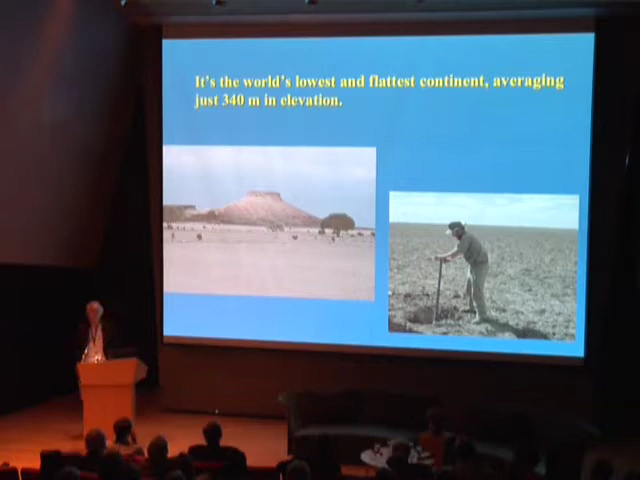 It's the world's lowest and flattest continent, averaging
just 340 m in elevation.